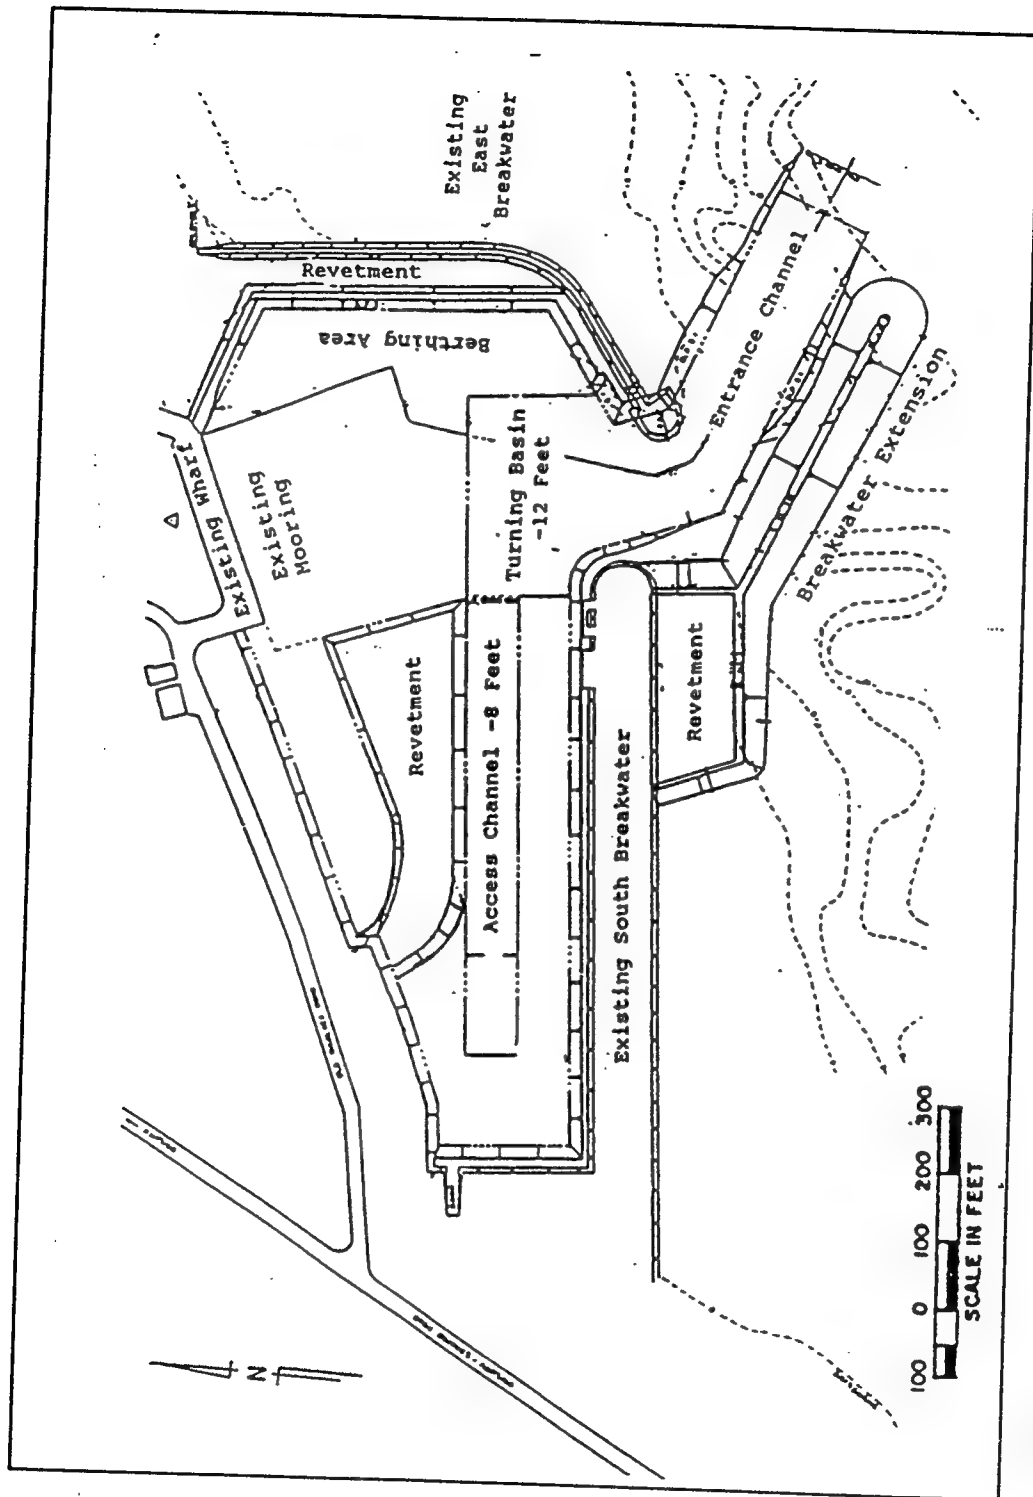 Existing
East
Breakwater
Revetment
Berthing Area
Existing Wharf
Existing
Mooring
Turning Basin
-12 Feet
Entrance Channel
Breakwater Extension
Revetment
Access Channel -8 Feet
Revetment
Existing South Breakwater
N
100 0 100 200 300
SCALE IN FEET